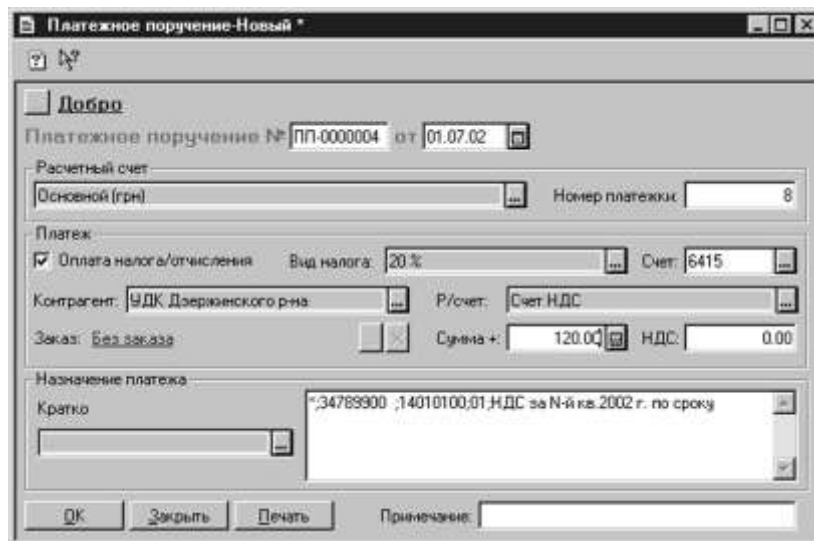 Платежное поручение-Новый *
Добро
Платежное поручение № ПП-0000004 от 01.07.02
Расчетный счет
Основной (грн) ... Номер платежки: 8
Платеж
Оплата налога/отчисления Вид налога: 20 % ... Счет: 6415 ...
Контрагент: УДК Дзержинского р-на ... Р/счет: Счет НДС ...
Заказ: Без заказа Сумма +: 120.00 НДС: 0.00
Назначение платежа
Кратко *;34789900 ;14010100;01;НДС за N-й кв.2002 г. по сроку
...
OK Закрыть Печать Примечание: